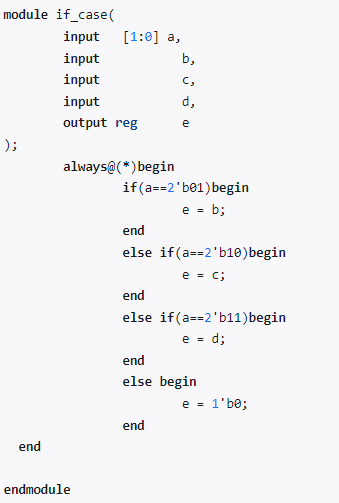 module if_case(
        input   [1:0] a,
        input           b,
        input           c,
        input           d,
        output reg      e
);
        always@(*)begin
                if(a==2'b01)begin
                        e = b;
                end
                else if(a==2'b10)begin
                        e = c;
                end
                else if(a==2'b11)begin
                        e = d;
                end
                else begin
                        e = 1'b0;
                end
  end

endmodule